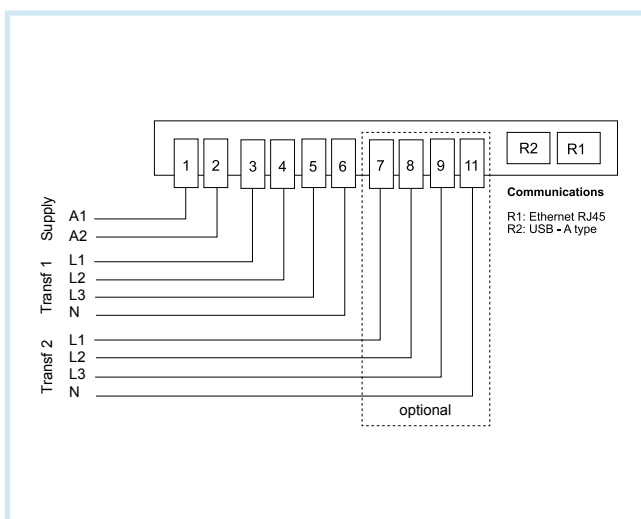 1 2 3 4 5 6 7 8 9 11 R2 R1
Communications
R1: Ethernet RJ45
R2: USB - A type
Supply
A1
A2
Transf 1
L1
L2
L3
N
Transf 2
L1
L2
L3
N
optional